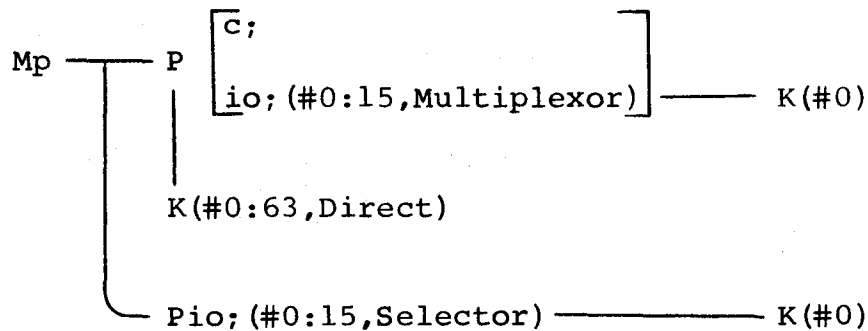 c;
Mp P
io;(#0:15,Multiplexor) K(#0)
K(#0:63,Direct)
Pio;(#0:15,Selector) K(#0)